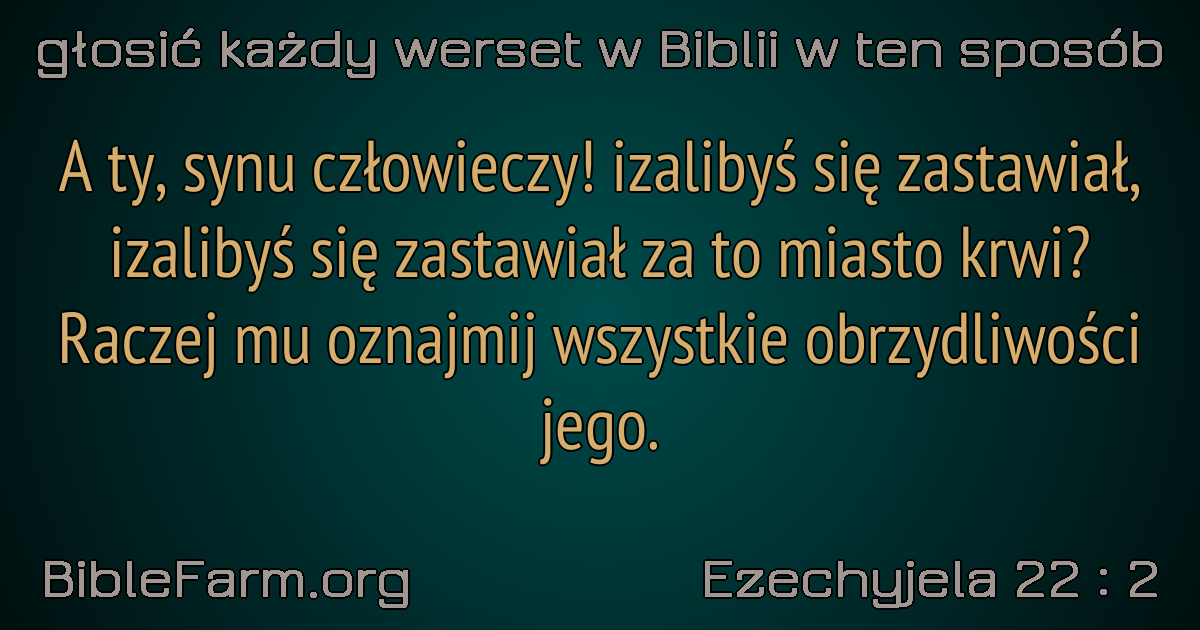 głosić każdy werset w Biblii w ten sposób
A ty, synu człowieczy! izalibyś się zastawiał,
izalibyś się zastawiał za to miasto krwi?
Raczej mu oznajmij wszystkie obrzydliwości
jego.
BibleFarm.org
Ezechyjela 22 : 2